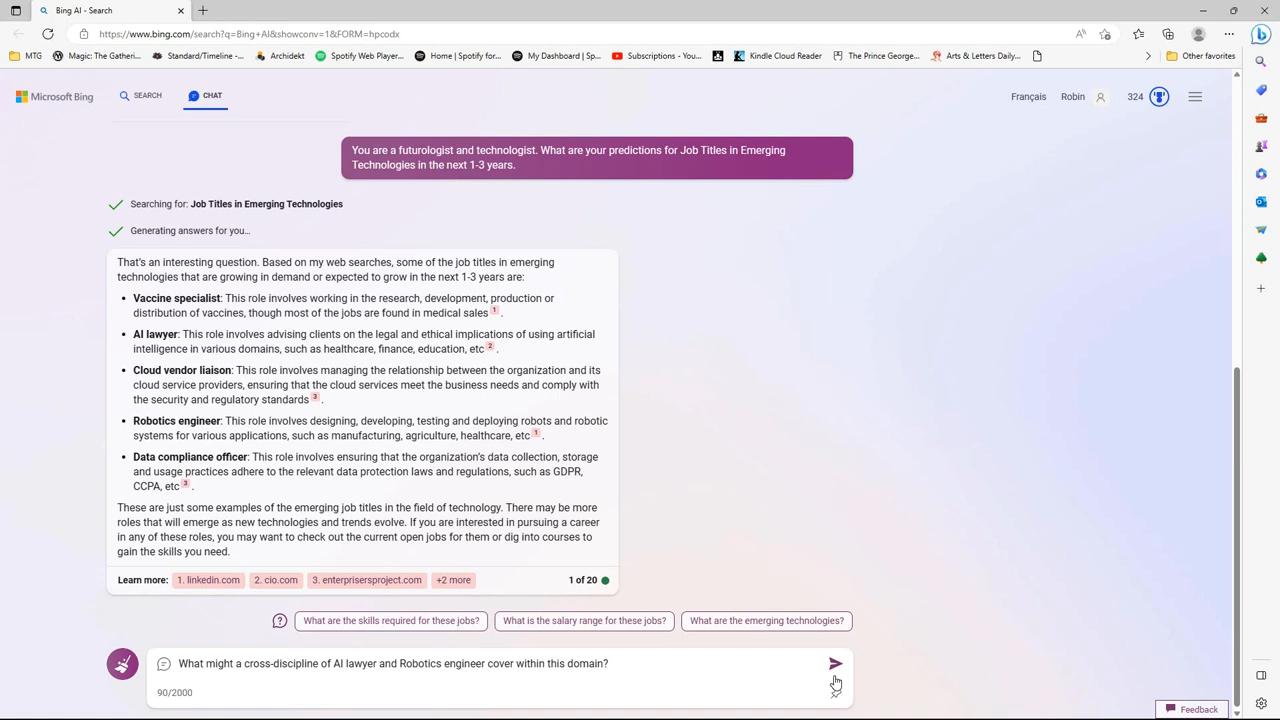 Bing AI - Search
https://www.bing.com/search?q=Bing+AI&showconv=1&FORM=hpcodx
MTG
Magic: The Gatheri...
Standard/Timeline -...
Archidekt
Spotify Web Player...
Home | Spotify for...
My Dashboard | Sp...
Subscriptions - You...
Kindle Cloud Reader
The Prince George...
Arts & Letters Daily...
Other favorites
Microsoft Bing
SEARCH
CHAT
Français
Robin
324
You are a futurologist and technologist. What are your predictions for Job Titles in Emerging
Technologies in the next 1-3 years.
Searching for: Job Titles in Emerging Technologies
Generating answers for you...
That's an interesting question. Based on my web searches, some of the job titles in emerging
technologies that are growing in demand or expected to grow in the next 1-3 years are:
• Vaccine specialist: This role involves working in the research, development, production or
distribution of vaccines, though most of the jobs are found in medical sales 1.
• AI lawyer: This role involves advising clients on the legal and ethical implications of using artificial
intelligence in various domains, such as healthcare, finance, education, etc 2.
• Cloud vendor liaison: This role involves managing the relationship between the organization and its
cloud service providers, ensuring that the cloud services meet the business needs and comply with
the security and regulatory standards 3.
• Robotics engineer: This role involves designing, developing, testing and deploying robots and robotic
systems for various applications, such as manufacturing, agriculture, healthcare, etc 1.
• Data compliance officer: This role involves ensuring that the organization's data collection, storage
and usage practices adhere to the relevant data protection laws and regulations, such as GDPR,
CCPA, etc 3.
These are just some examples of the emerging job titles in the field of technology. There may be more
roles that will emerge as new technologies and trends evolve. If you are interested in pursuing a career
in any of these roles, you may want to check out the current open jobs for them or dig into courses to
gain the skills you need.
Learn more: 1. linkedin.com 2. cio.com 3. enterprisersproject.com +2 more 1 of 20
What are the skills required for these jobs?
What is the salary range for these jobs?
What are the emerging technologies?
What might a cross-discipline of AI lawyer and Robotics engineer cover within this domain?
90/2000
Feedback